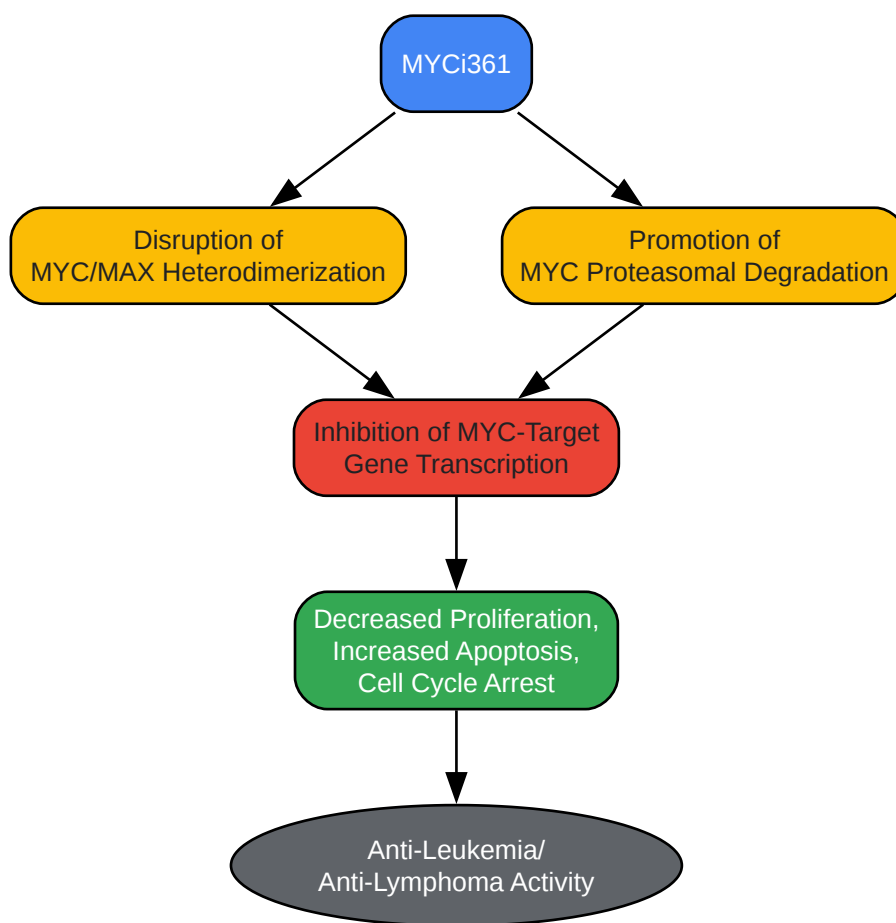 MYCi361
Disruption of
MYC/MAX Heterodimerization
Promotion of
MYC Proteasomal Degradation
Inhibition of MYC-Target
Gene Transcription
Decreased Proliferation,
Increased Apoptosis,
Cell Cycle Arrest
Anti-Leukemia/
Anti-Lymphoma Activity